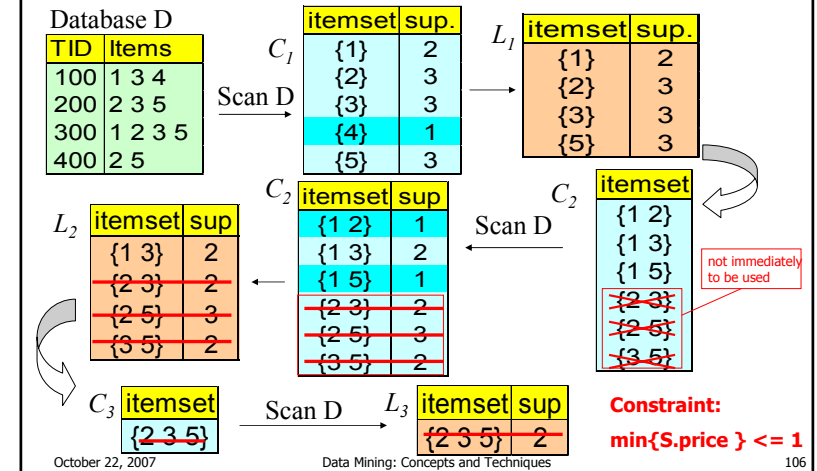 Database D
TID Items
100 1 3 4
200 2 3 5
300 1 2 3 5
400 2 5
Scan D
C1
itemset sup.
{1} 2
{2} 3
{3} 3
{4} 1
{5} 3
L1
itemset sup.
{1} 2
{2} 3
{3} 3
{5} 3
C2
itemset
{1 2}
{1 3}
{1 5}
{2 3}
{2 5}
{3 5}
not immediately
to be used
Scan D
C2
itemset sup
{1 2} 1
{1 3} 2
{1 5} 1
{2 3} 2
{2 5} 3
{3 5} 2
L2
itemset sup
{1 3} 2
{2 3} 2
{2 5} 3
{3 5} 2
C3
itemset
{2 3 5}
Scan D
L3
itemset sup
{2 3 5} 2
Constraint:
min{S.price } <= 1
October 22, 2007
Data Mining: Concepts and Techniques
106